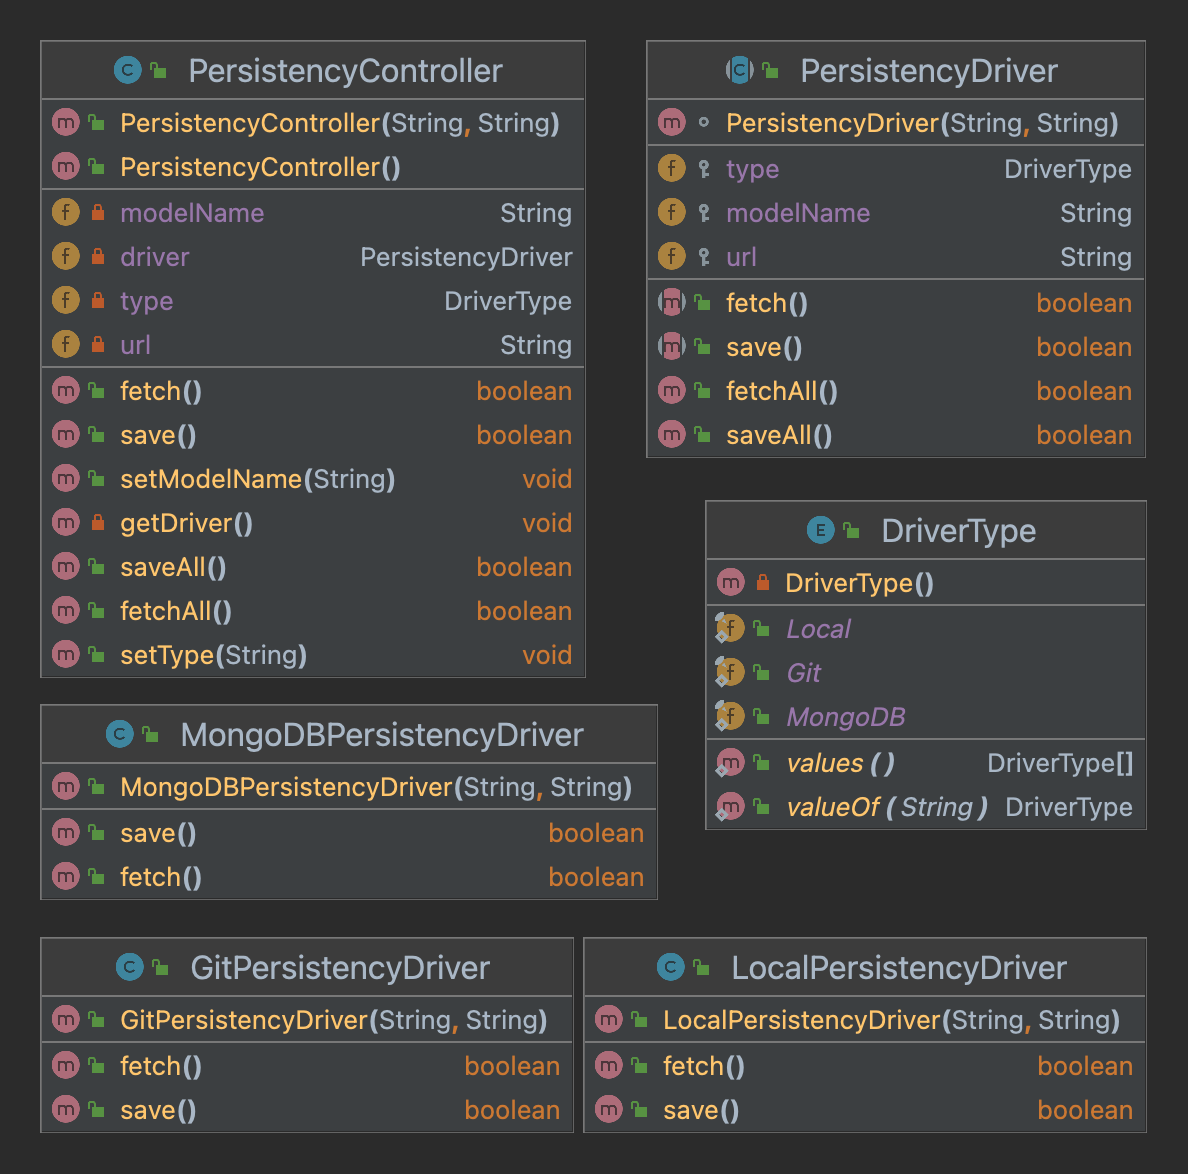 PersistencyController
PersistencyController(String, String)
PersistencyController()
modelName String
driver PersistencyDriver
type DriverType
url String
fetch() boolean
save() boolean
setModelName(String) void
getDriver() void
saveAll() boolean
fetchAll() boolean
setType(String) void
PersistencyDriver
PersistencyDriver(String, String)
type DriverType
modelName String
url String
fetch() boolean
save() boolean
fetchAll() boolean
saveAll() boolean
DriverType
DriverType()
Local
Git
MongoDB
values() DriverType[]
valueOf(String) DriverType
MongoDBPersistencyDriver
MongoDBPersistencyDriver(String, String)
save() boolean
fetch() boolean
GitPersistencyDriver
GitPersistencyDriver(String, String)
fetch() boolean
save() boolean
LocalPersistencyDriver
LocalPersistencyDriver(String, String)
fetch() boolean
save() boolean